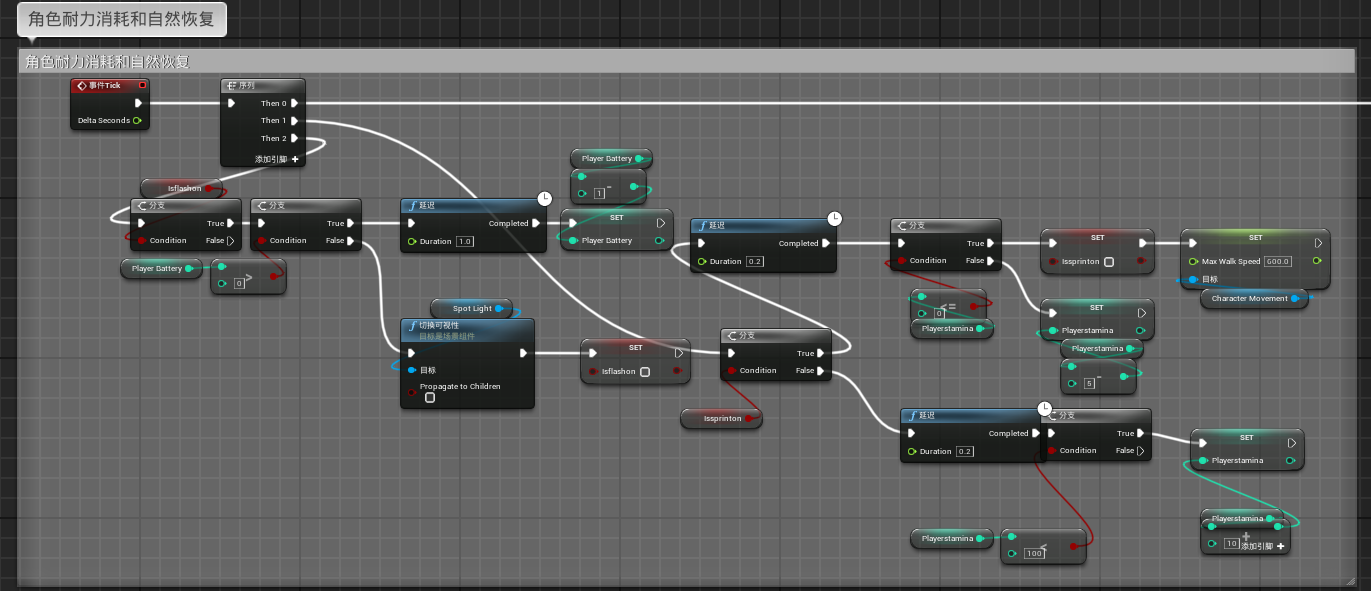 角色耐力消耗和自然恢复
角色耐力消耗和自然恢复
事件Tick
Delta Seconds
序列
Then 0
Then 1
Then 2
添加引脚 +
Isflashon
分支
True
Condition
False
分支
True
Condition
False
Player Battery
0
>
延迟
Completed
Duration 1.0
Player Battery
1
-
SET
Player Battery
Spot Light
切换可视性
目标是场景组件
目标
Propagate to Children
SET
Isflashon
延迟
Completed
Duration 0.2
分支
True
Condition
False
Issprinton
分支
True
Condition
False
0
<=
Playerstamina
SET
Issprinton
SET
Max Walk Speed 600.0
目标
Character Movement
SET
Playerstamina
Playerstamina
5
-
延迟
Completed
Duration 0.2
分支
True
Condition
False
Playerstamina
100
<
SET
Playerstamina
Playerstamina
+
10
添加引脚 +